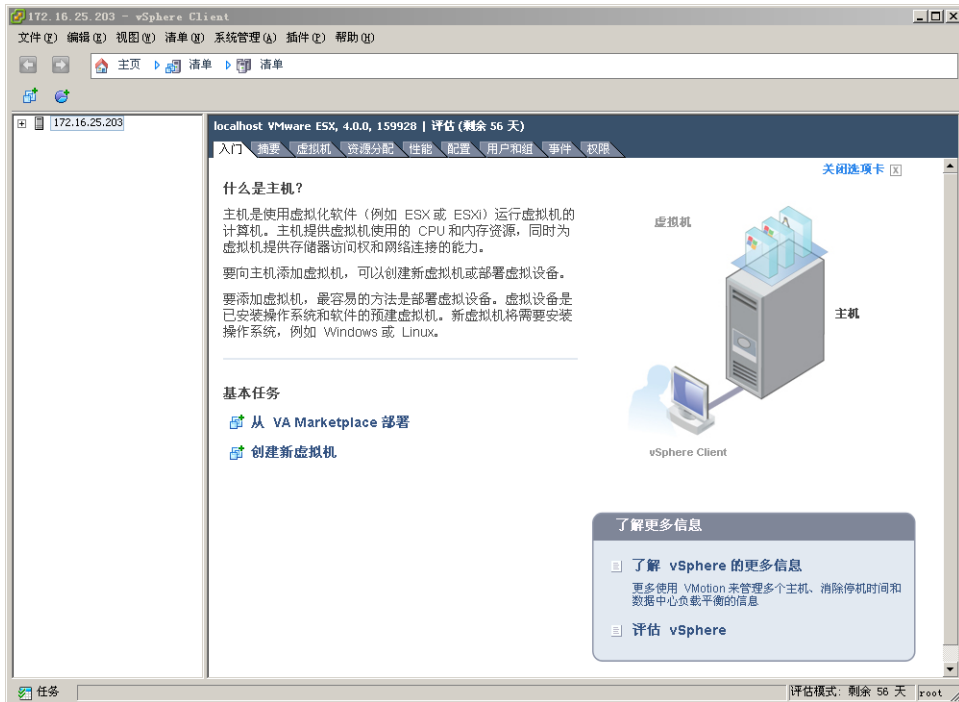 172.16.25.203 - vSphere Client
文件(F) 编辑(E) 视图(V) 清单(N) 系统管理(A) 插件(P) 帮助(H)
主页 清单 清单
172.16.25.203
localhost VMware ESX, 4.0.0, 159928 | 评估 (剩余 56 天)
入门 摘要 虚拟机 资源分配 性能 配置 用户和组 事件 权限
关闭选项卡
什么是主机?
主机是使用虚拟化软件（例如 ESX 或 ESXi）运行虚拟机的
计算机。主机提供虚拟机使用的 CPU 和内存资源，同时为
虚拟机提供存储器访问权和网络连接的能力。
要向主机添加虚拟机，可以创建新虚拟机或部署虚拟设备。
要添加虚拟机，最容易的方法是部署虚拟设备。虚拟设备是
已安装操作系统和软件的预建虚拟机。新虚拟机将需要安装
操作系统，例如 Windows 或 Linux。
虚拟机
主机
vSphere Client
基本任务
从 VA Marketplace 部署
创建新虚拟机
了解更多信息
了解 vSphere 的更多信息
更多使用 VMotion 来管理多个主机、消除停机时间和
数据中心负载平衡的信息
评估 vSphere
任务
评估模式: 剩余 56 天
root